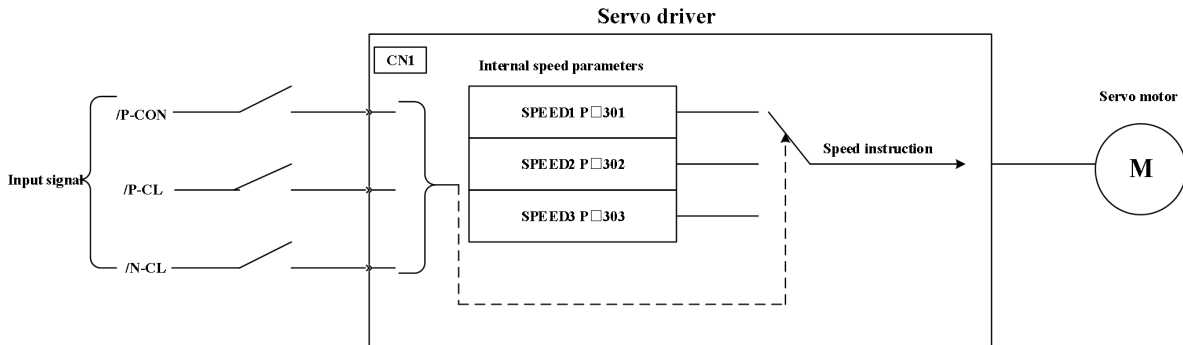 Servo driver
CN1
Internal speed parameters
Servo motor
/P-CON
SPEED1 P□301
Input signal
/P-CL
SPEED2 P□302
Speed instruction
M
SPEED3 P□303
/N-CL